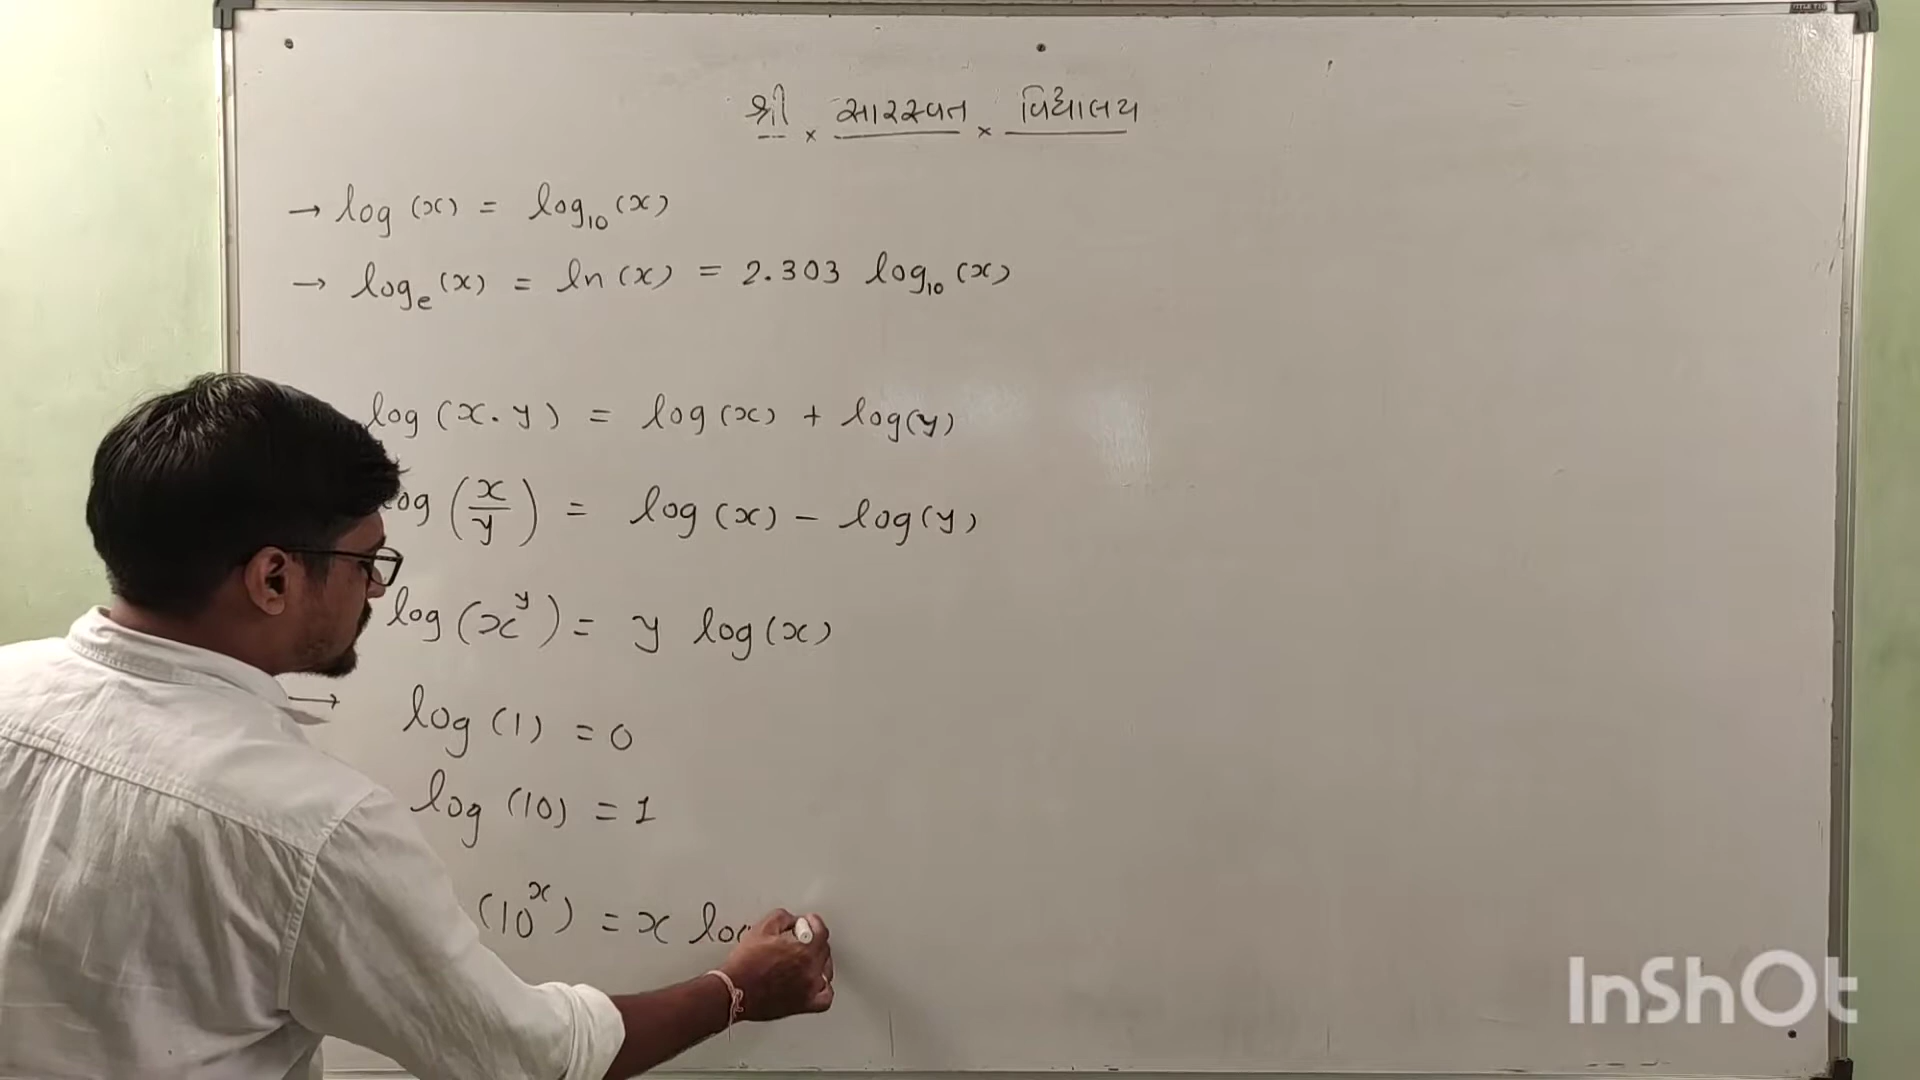 શ્રી × સારસ્વત × વિદ્યાલય
→ log (x) = log₁₀ (x)
→ logₑ (x) = ln (x) = 2.303 log₁₀ (x)
log (x . y) = log (x) + log (y)
log (x/y) = log (x) - log (y)
log (x^y) = y log (x)
→ log (1) = 0
log (10) = 1
(10^x) = x
InShOt